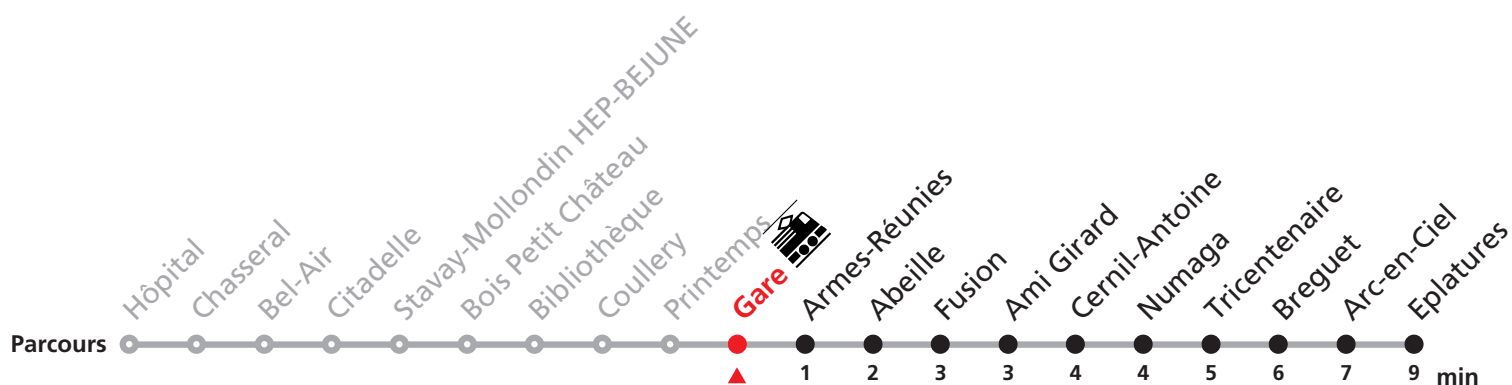 Hôpital
Chasseral
Bel-Air
Citadelle
Stavay-Mollondin HEP-BEJUNE
Bois Petit Château
Bibliothèque
Coullery
Printemps
Gare
Armes-Réunies
Abeille
Fusion
Ami Girard
Cernil-Antoine
Numaga
Tricentenaire
Breguet
Arc-en-Ciel
Eplatures
Parcours
1 2 3 3 4 4 5 6 7 9 min